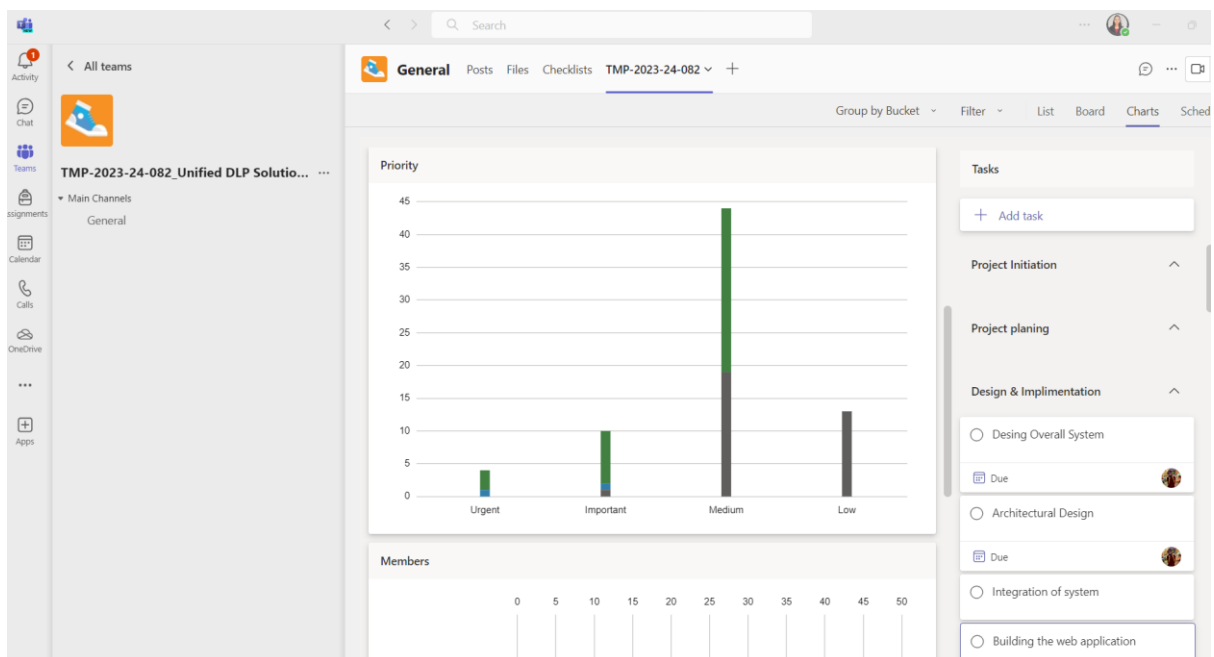 Search
1
Activity
Chat
Teams
ssignments
Calendar
Calls
OneDrive
Apps
All teams
TMP-2023-24-082_Unified DLP Solutio... ...
Main Channels
General
General Posts Files Checklists TMP-2023-24-082
Group by Bucket Filter List Board Charts Sched
Priority
45
40
35
30
25
20
15
10
5
0
Urgent Important Medium Low
Members
0 5 10 15 20 25 30 35 40 45 50
Tasks
+ Add task
Project Initiation
Project planing
Design & Implimentation
Desing Overall System
Due
Architectural Design
Due
Integration of system
Building the web application